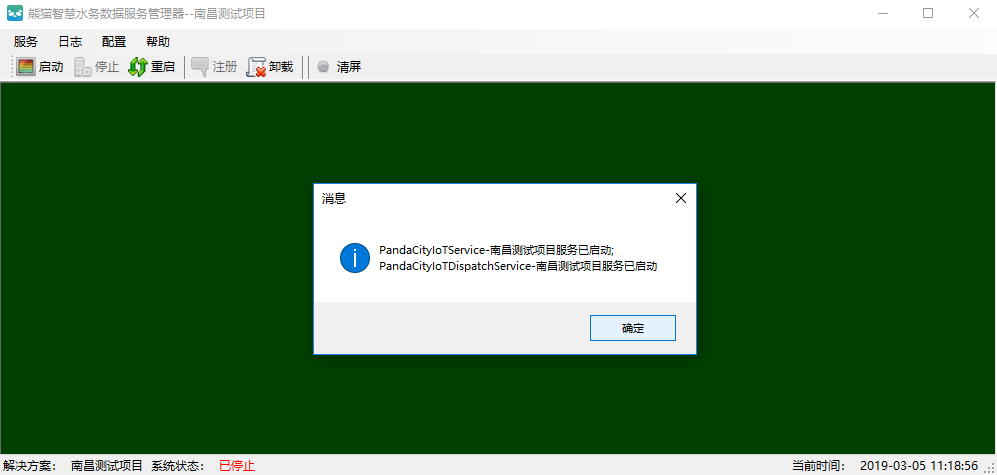 熊猫智慧水务数据服务管理器--南昌测试项目
服务 日志 配置 帮助
启动 停止 重启 注册 卸载 清屏
消息
PandaCityIoTService-南昌测试项目服务已启动;
PandaCityIoTDispatchService-南昌测试项目服务已启动
确定
解决方案： 南昌测试项目 系统状态： 已停止 当前时间： 2019-03-05 11:18:56